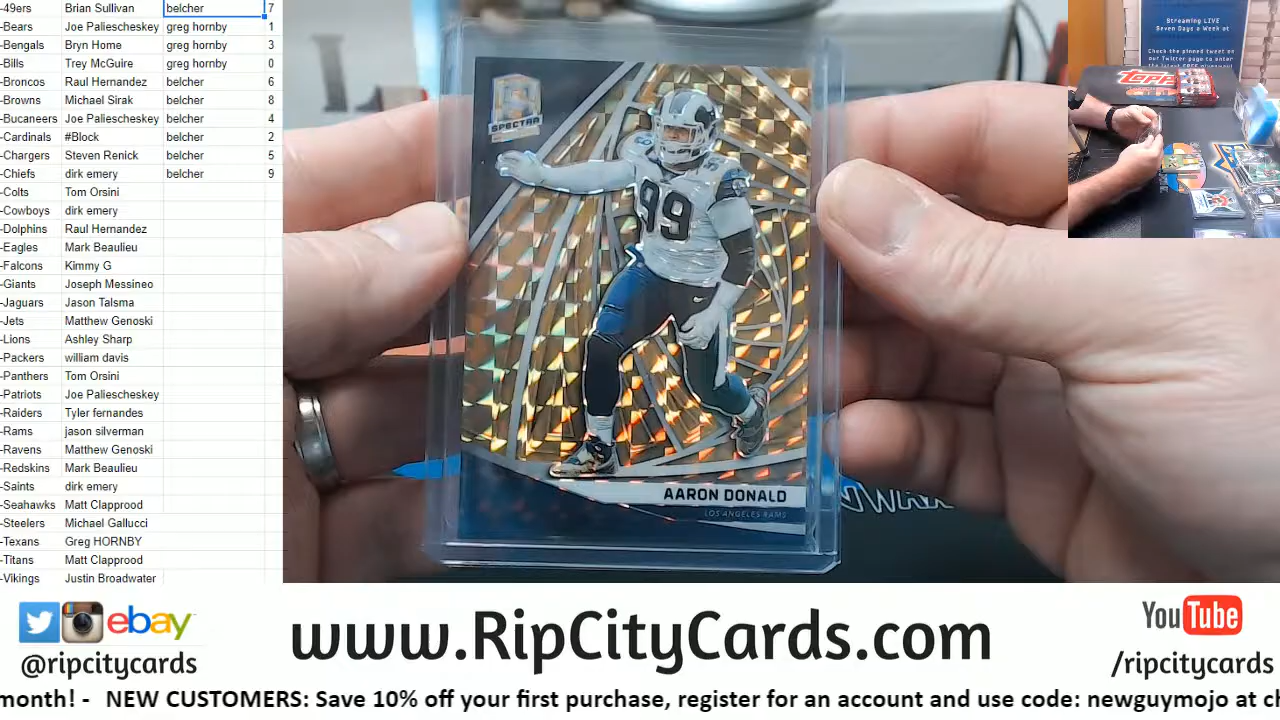 -49ers Brian Sullivan belcher 7
-Bears Joe Paliescheskey greg hornby 1
-Bengals Bryn Home greg hornby 3
-Bills Trey McGuire greg hornby 0
-Broncos Raul Hernandez belcher 6
-Browns Michael Sirak belcher 8
-Bucaneers Joe Paliescheskey belcher 4
-Cardinals #Block belcher 2
-Chargers Steven Renick belcher 5
-Chiefs dirk emery belcher 9
-Colts Tom Orsini
-Cowboys dirk emery
-Dolphins Raul Hernandez
-Eagles Mark Beaulieu
-Falcons Kimmy G
-Giants Joseph Messineo
-Jaguars Jason Talsma
-Jets Matthew Genoski
-Lions Ashley Sharp
-Packers william davis
-Panthers Tom Orsini
-Patriots Joe Paliescheskey
-Raiders Tyler fernandes
-Rams jason silverman
-Ravens Matthew Genoski
-Redskins Mark Beaulieu
-Saints dirk emery
-Seahawks Matt Clapprood
-Steelers Michael Gallucci
-Texans Greg HORNBY
-Titans Matt Clapprood
-Vikings Justin Broadwater
SPECTRA
99
AARON DONALD
LOS ANGELES RAMS
Streaming LIVE
Seven Days a Week at
Check the pinned tweet on
our Twitter page to enter
the latest FREE giveaway!
Topps
ebay
@ripcitycards
www.RipCityCards.com
YouTube
/ripcitycards
month! - NEW CUSTOMERS: Save 10% off your first purchase, register for an account and use code: newguymojo at